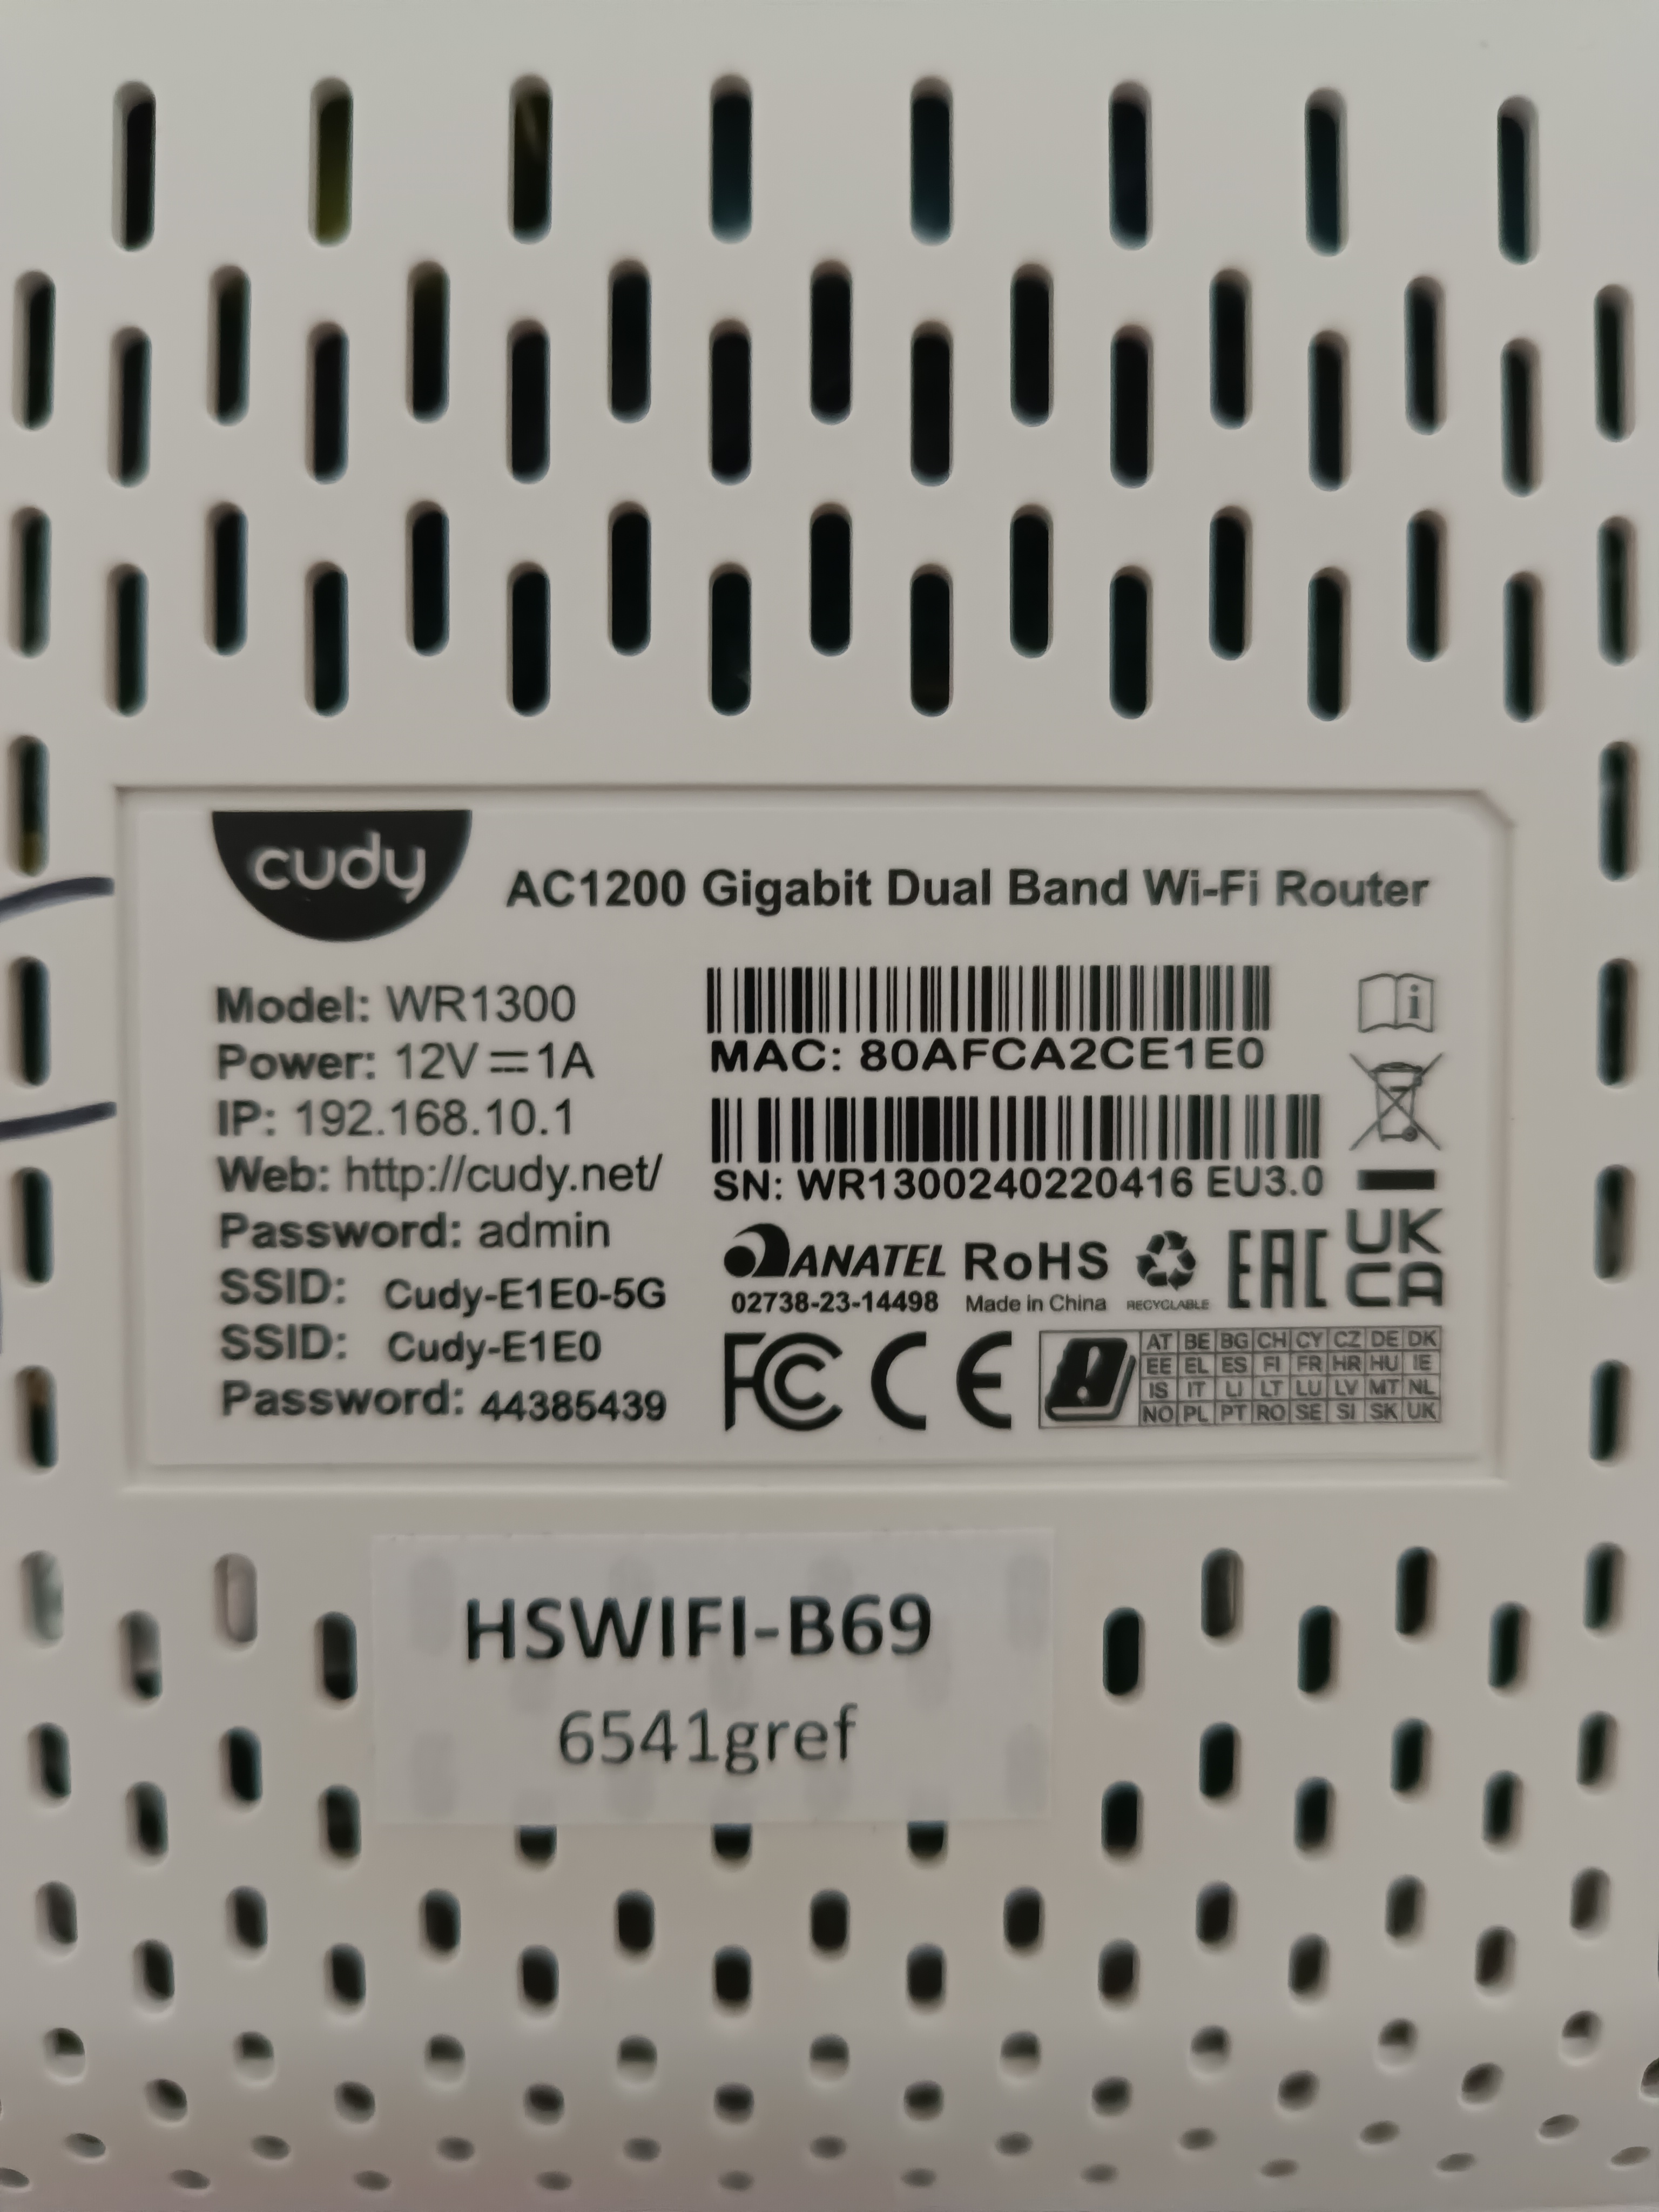 cudy
AC1200 Gigabit Dual Band Wi-Fi Router
Model: WR1300
Power: 12V⎓1A
IP: 192.168.10.1
Web: http://cudy.net/
Password: admin
SSID: Cudy-E1E0-5G
SSID: Cudy-E1E0
Password: 44385439
MAC: 80AFCA2CE1E0
SN: WR1300240220416 EU3.0
ANATEL
02738-23-14498
RoHS
Made in China
RECYCLABLE
EAC
UK
CA
FC CE
AT BE BG CH CY CZ DE DK
EE EL ES FI FR HR HU IE
IS IT LI LT LU LV MT NL
NO PL PT RO SE SI SK UK
HSWIFI-B69
6541gref